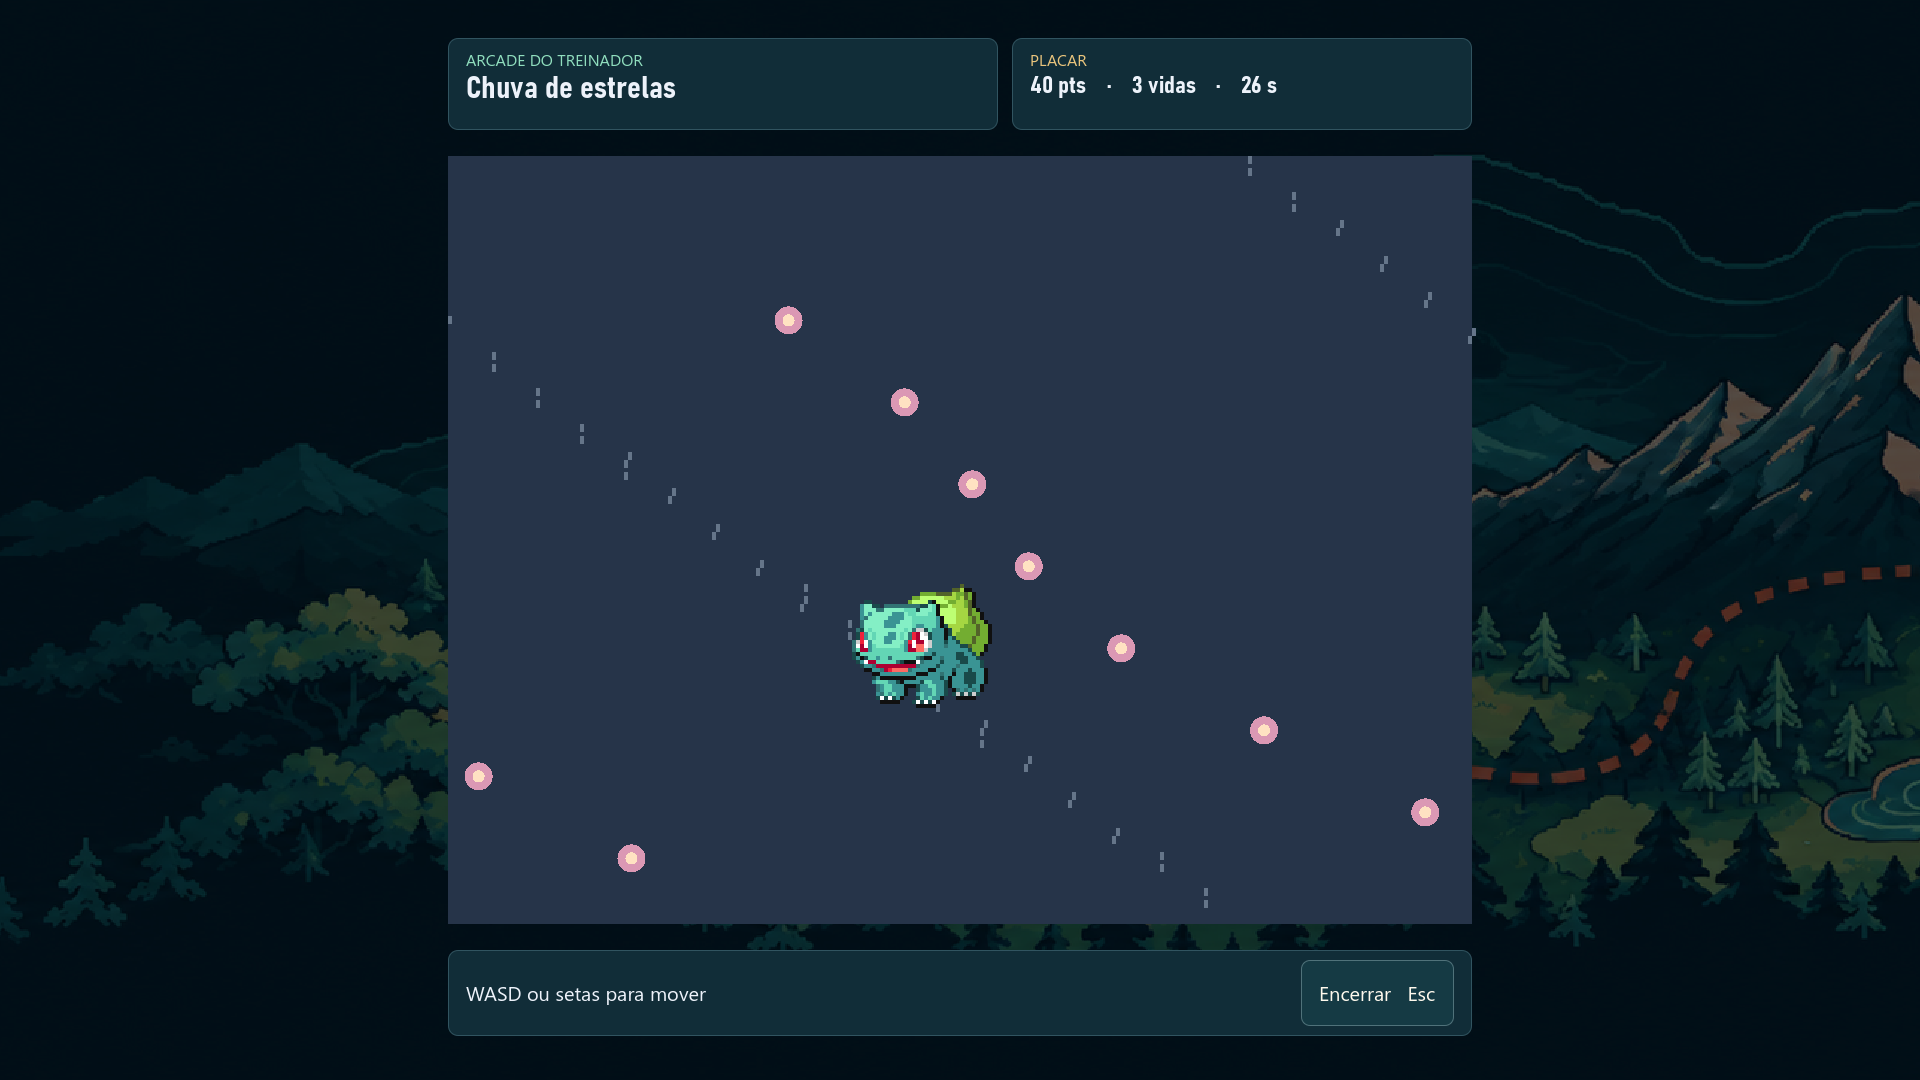 ARCADE DO TREINADOR
Chuva de estrelas
PLACAR
40 pts · 3 vidas · 26 s
WASD ou setas para mover
Encerrar Esc